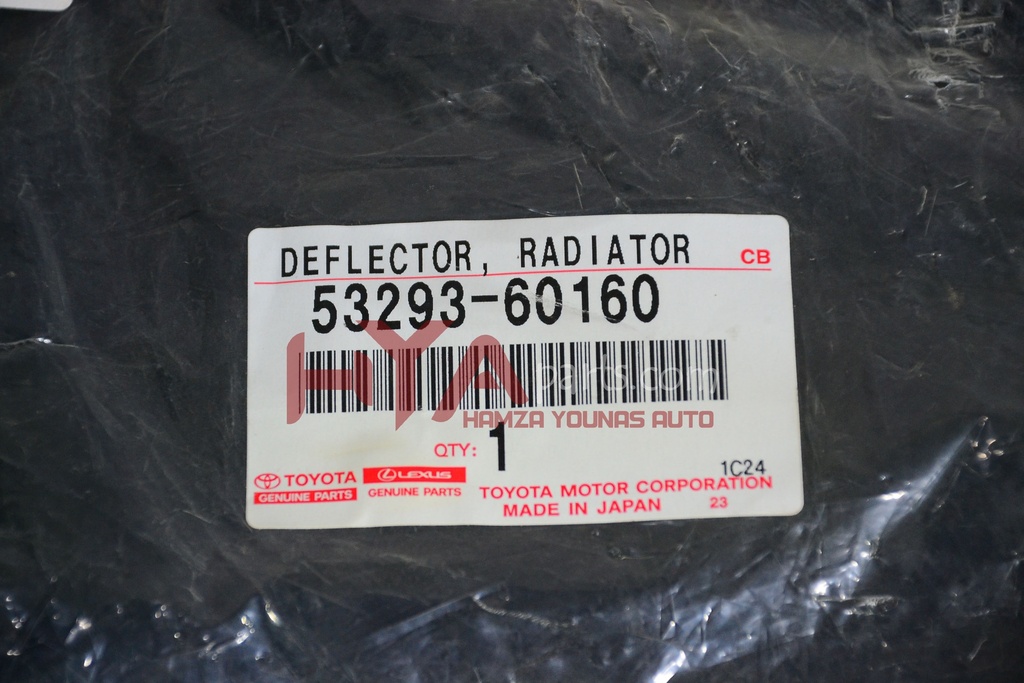 DEFLECTOR, RADIATOR CB
53293-60160
HYA parts.com
HAMZA YOUNAS AUTO
QTY: 1
1C24
TOYOTA LEXUS
GENUINE PARTS GENUINE PARTS
TOYOTA MOTOR CORPORATION
MADE IN JAPAN 23